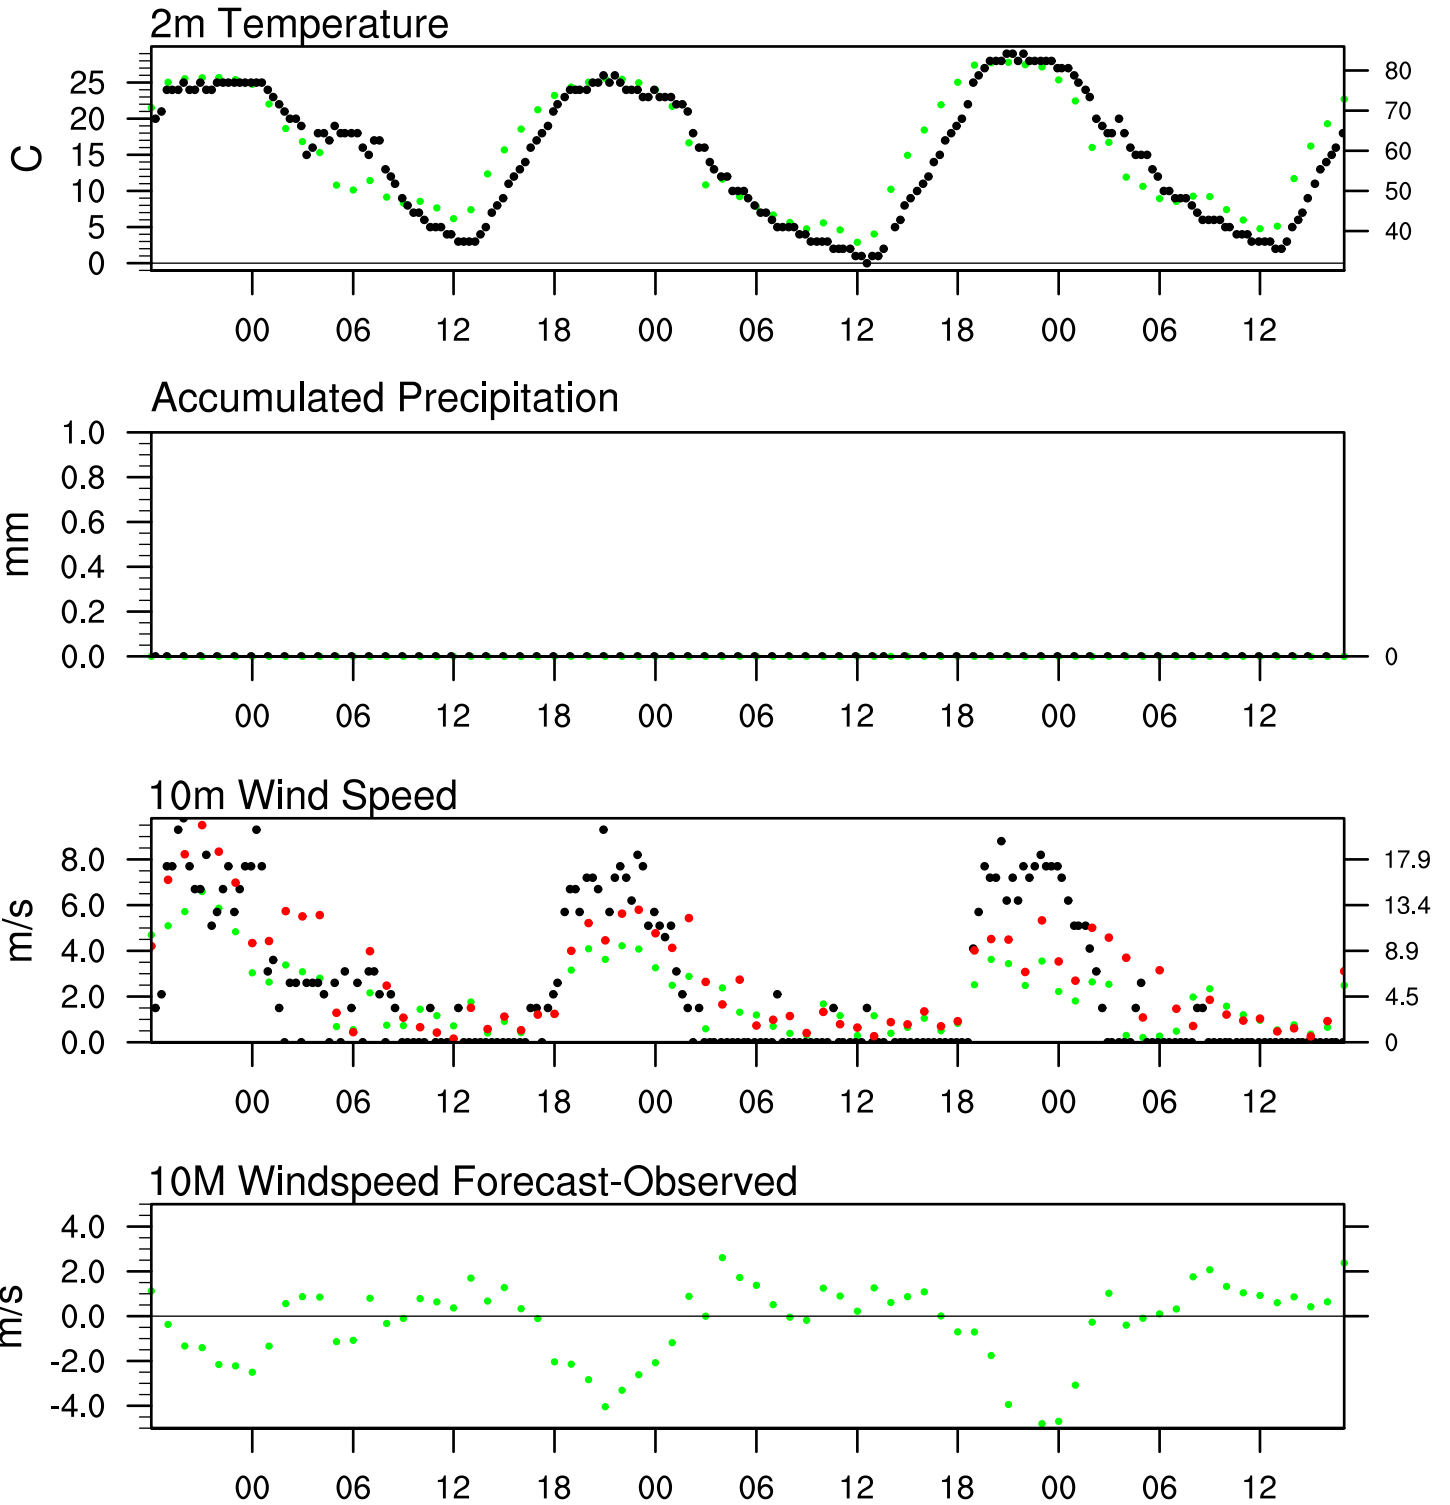 2m Temperature
C
25
20
15
10
5
0
80
70
60
50
40
00 06 12 18 00 06 12 18 00 06 12
Accumulated Precipitation
mm
1.0
0.8
0.6
0.4
0.2
0.0
0
00 06 12 18 00 06 12 18 00 06 12
10m Wind Speed
m/s
8.0
6.0
4.0
2.0
0.0
17.9
13.4
8.9
4.5
0
00 06 12 18 00 06 12 18 00 06 12
10M Windspeed Forecast-Observed
m/s
4.0
2.0
0.0
-2.0
-4.0
00 06 12 18 00 06 12 18 00 06 12